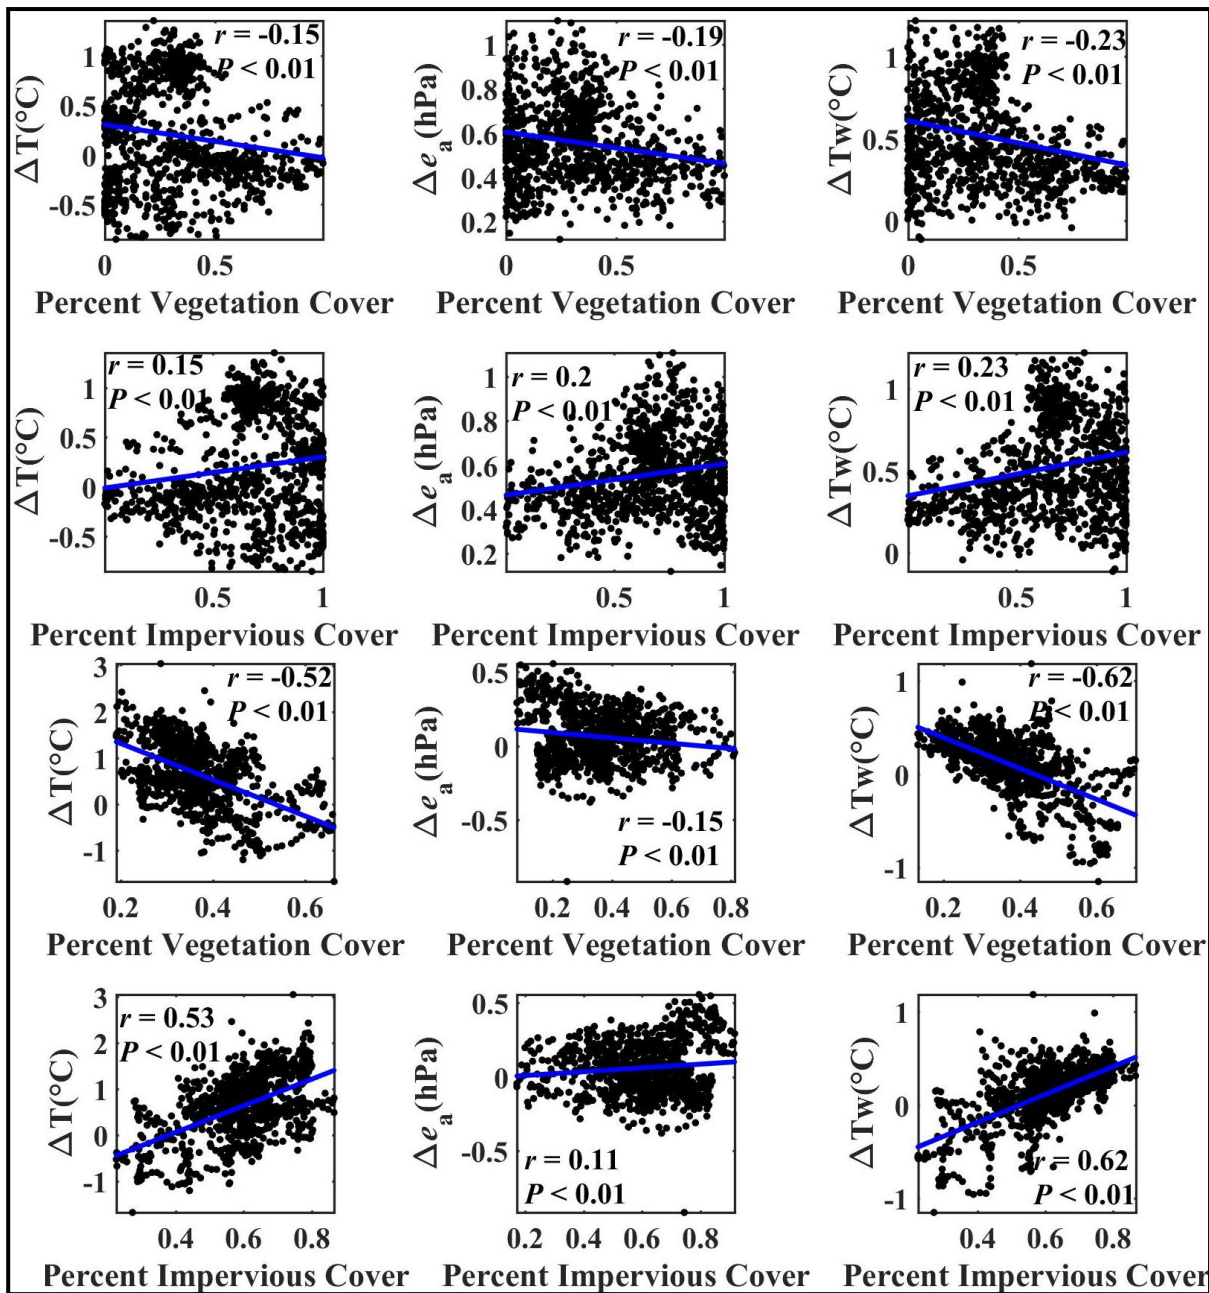 r = -0.15
P < 0.01
ΔT(°C)
1
0.5
0
-0.5
0 0.5
Percent Vegetation Cover
r = -0.19
P < 0.01
Δea(hPa)
1
0.8
0.6
0.4
0.2
0 0.5
Percent Vegetation Cover
r = -0.23
P < 0.01
ΔTw(°C)
1
0.5
0
0 0.5
Percent Vegetation Cover
r = 0.15
P < 0.01
ΔT(°C)
1
0.5
0
-0.5
0.5 1
Percent Impervious Cover
r = 0.2
P < 0.01
Δea(hPa)
1
0.8
0.6
0.4
0.2
0.5 1
Percent Impervious Cover
r = 0.23
P < 0.01
ΔTw(°C)
1
0.5
0
0.5 1
Percent Impervious Cover
r = -0.52
P < 0.01
ΔT(°C)
3
2
1
0
-1
0.2 0.4 0.6
Percent Vegetation Cover
Δea(hPa)
0.5
0
-0.5
r = -0.15
P < 0.01
0.2 0.4 0.6 0.8
Percent Vegetation Cover
r = -0.62
P < 0.01
ΔTw(°C)
1
0
-1
0.2 0.4 0.6
Percent Vegetation Cover
r = 0.53
P < 0.01
ΔT(°C)
3
2
1
0
-1
0.4 0.6 0.8
Percent Impervious Cover
Δea(hPa)
0.5
0
-0.5
r = 0.11
P < 0.01
0.2 0.4 0.6 0.8
Percent Impervious Cover
ΔTw(°C)
1
0
-1
r = 0.62
P < 0.01
0.4 0.6 0.8
Percent Impervious Cover